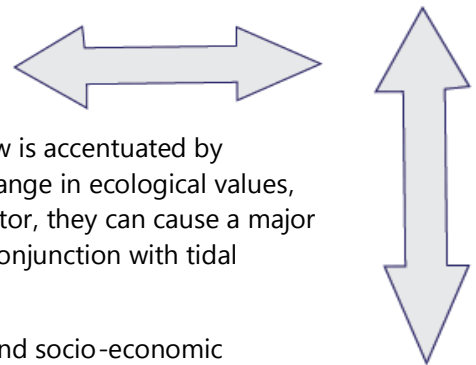 w is accentuated by
ange in ecological values,
tor, they can cause a major
onjunction with tidal
nd socio-economic